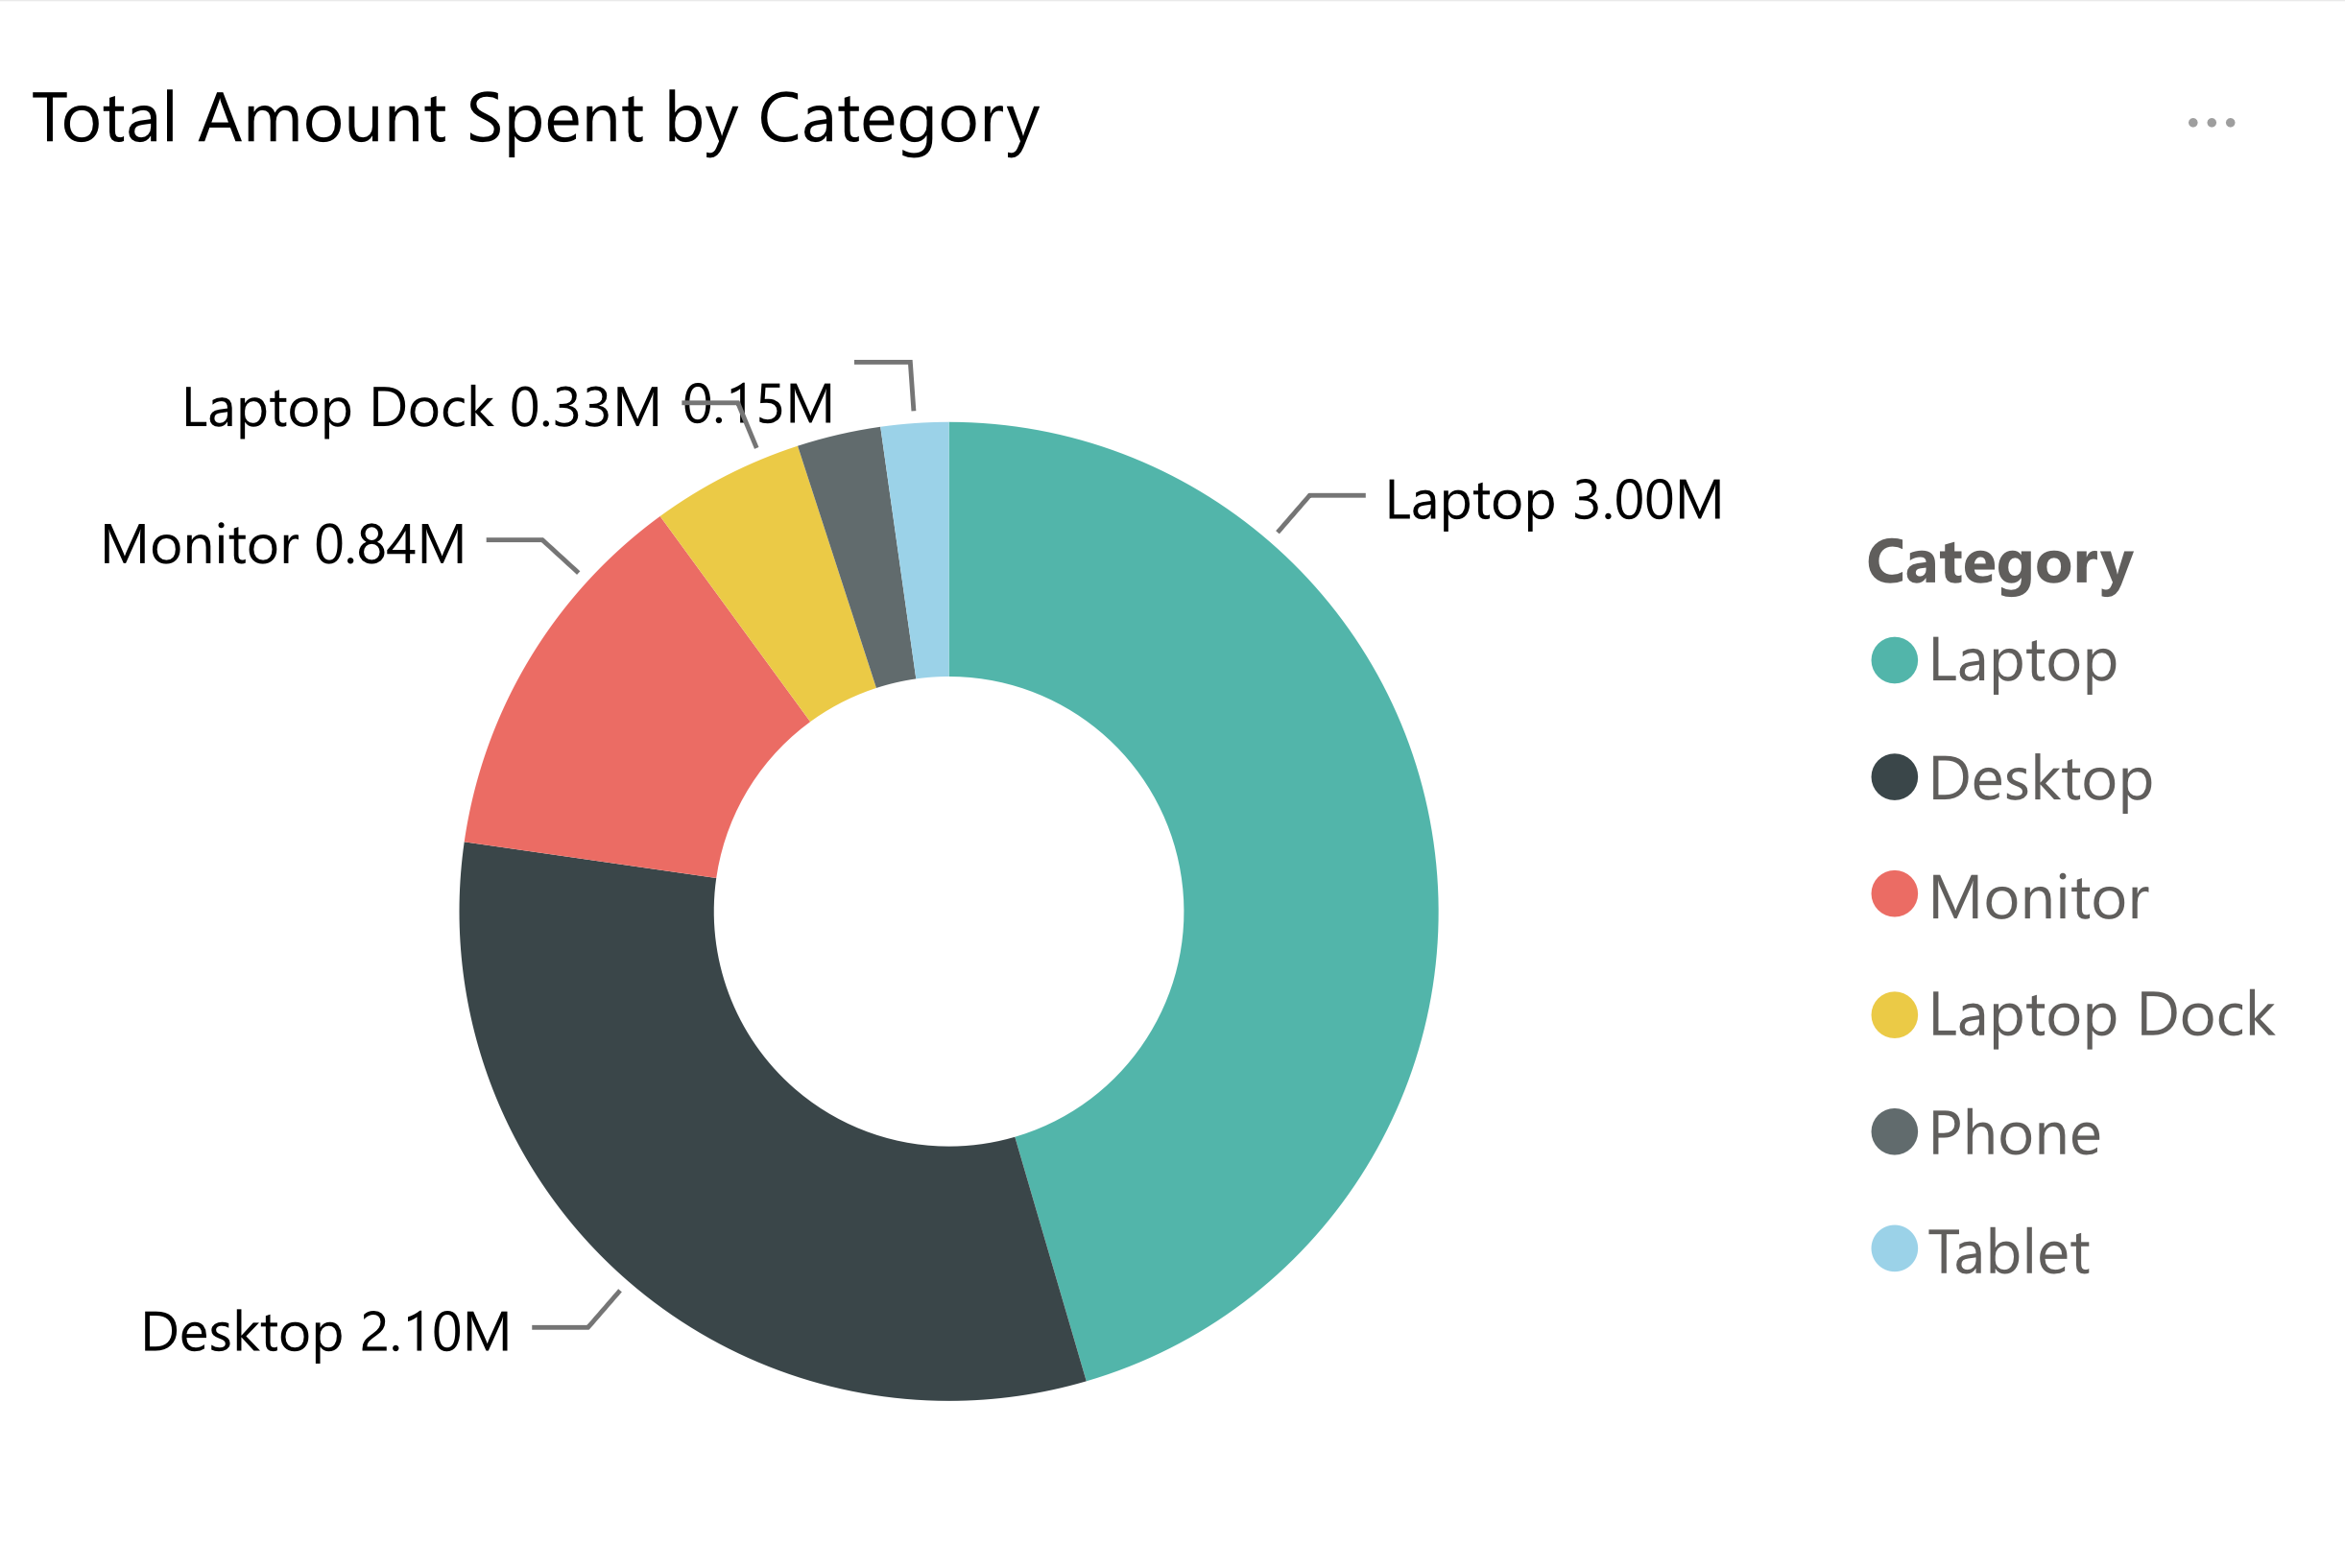 Total Amount Spent by Category
Laptop Dock 0.33M
0.15M
Laptop 3.00M
Monitor 0.84M
Desktop 2.10M
Category
Laptop
Desktop
Monitor
Laptop Dock
Phone
Tablet